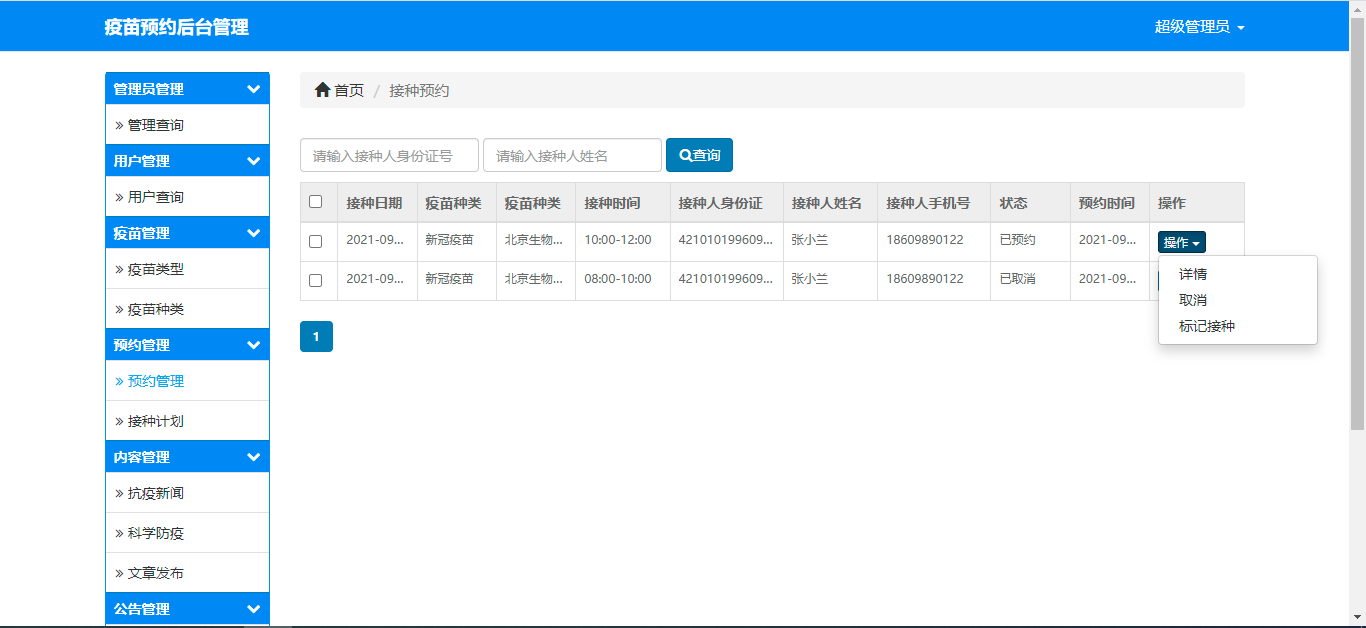 疫苗预约后台管理
超级管理员
管理员管理
» 管理查询
用户管理
» 用户查询
疫苗管理
» 疫苗类型
» 疫苗种类
预约管理
» 预约管理
» 接种计划
内容管理
» 抗疫新闻
» 科学防疫
» 文章发布
公告管理
首页 / 接种预约
请输入接种人身份证号 请输入接种人姓名 查询
接种日期 疫苗种类 疫苗种类 接种时间 接种人身份证 接种人姓名 接种人手机号 状态 预约时间 操作
2021-09... 新冠疫苗 北京生物... 10:00-12:00 421010199609... 张小兰 18609890122 已预约 2021-09... 操作
2021-09... 新冠疫苗 北京生物... 08:00-10:00 421010199609... 张小兰 18609890122 已取消 2021-09...
详情
取消
标记接种
1